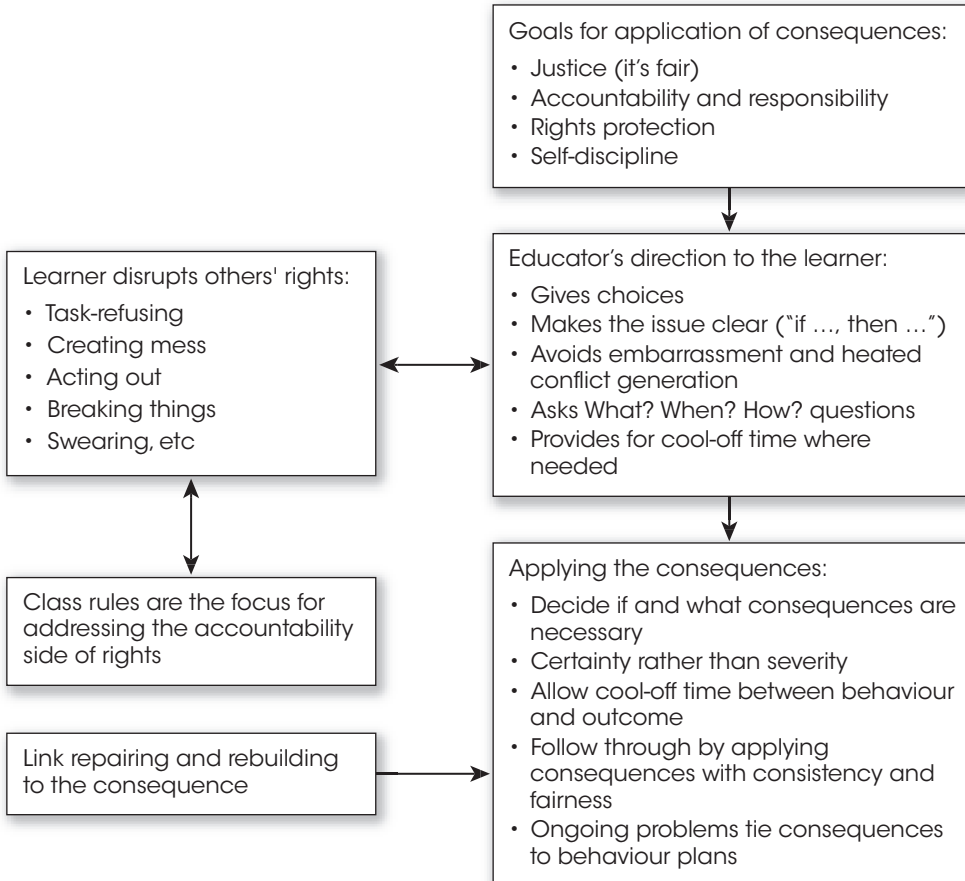 Goals for application of consequences:
• Justice (it's fair)
• Accountability and responsibility
• Rights protection
• Self-discipline
Learner disrupts others' rights:
• Task-refusing
• Creating mess
• Acting out
• Breaking things
• Swearing, etc
Educator's direction to the learner:
• Gives choices
• Makes the issue clear ("if ..., then ...")
• Avoids embarrassment and heated
conflict generation
• Asks What? When? How? questions
• Provides for cool-off time where
needed
Class rules are the focus for
addressing the accountability
side of rights
Link repairing and rebuilding
to the consequence
Applying the consequences:
• Decide if and what consequences are
necessary
• Certainty rather than severity
• Allow cool-off time between behaviour
and outcome
• Follow through by applying
consequences with consistency and
fairness
• Ongoing problems tie consequences
to behaviour plans